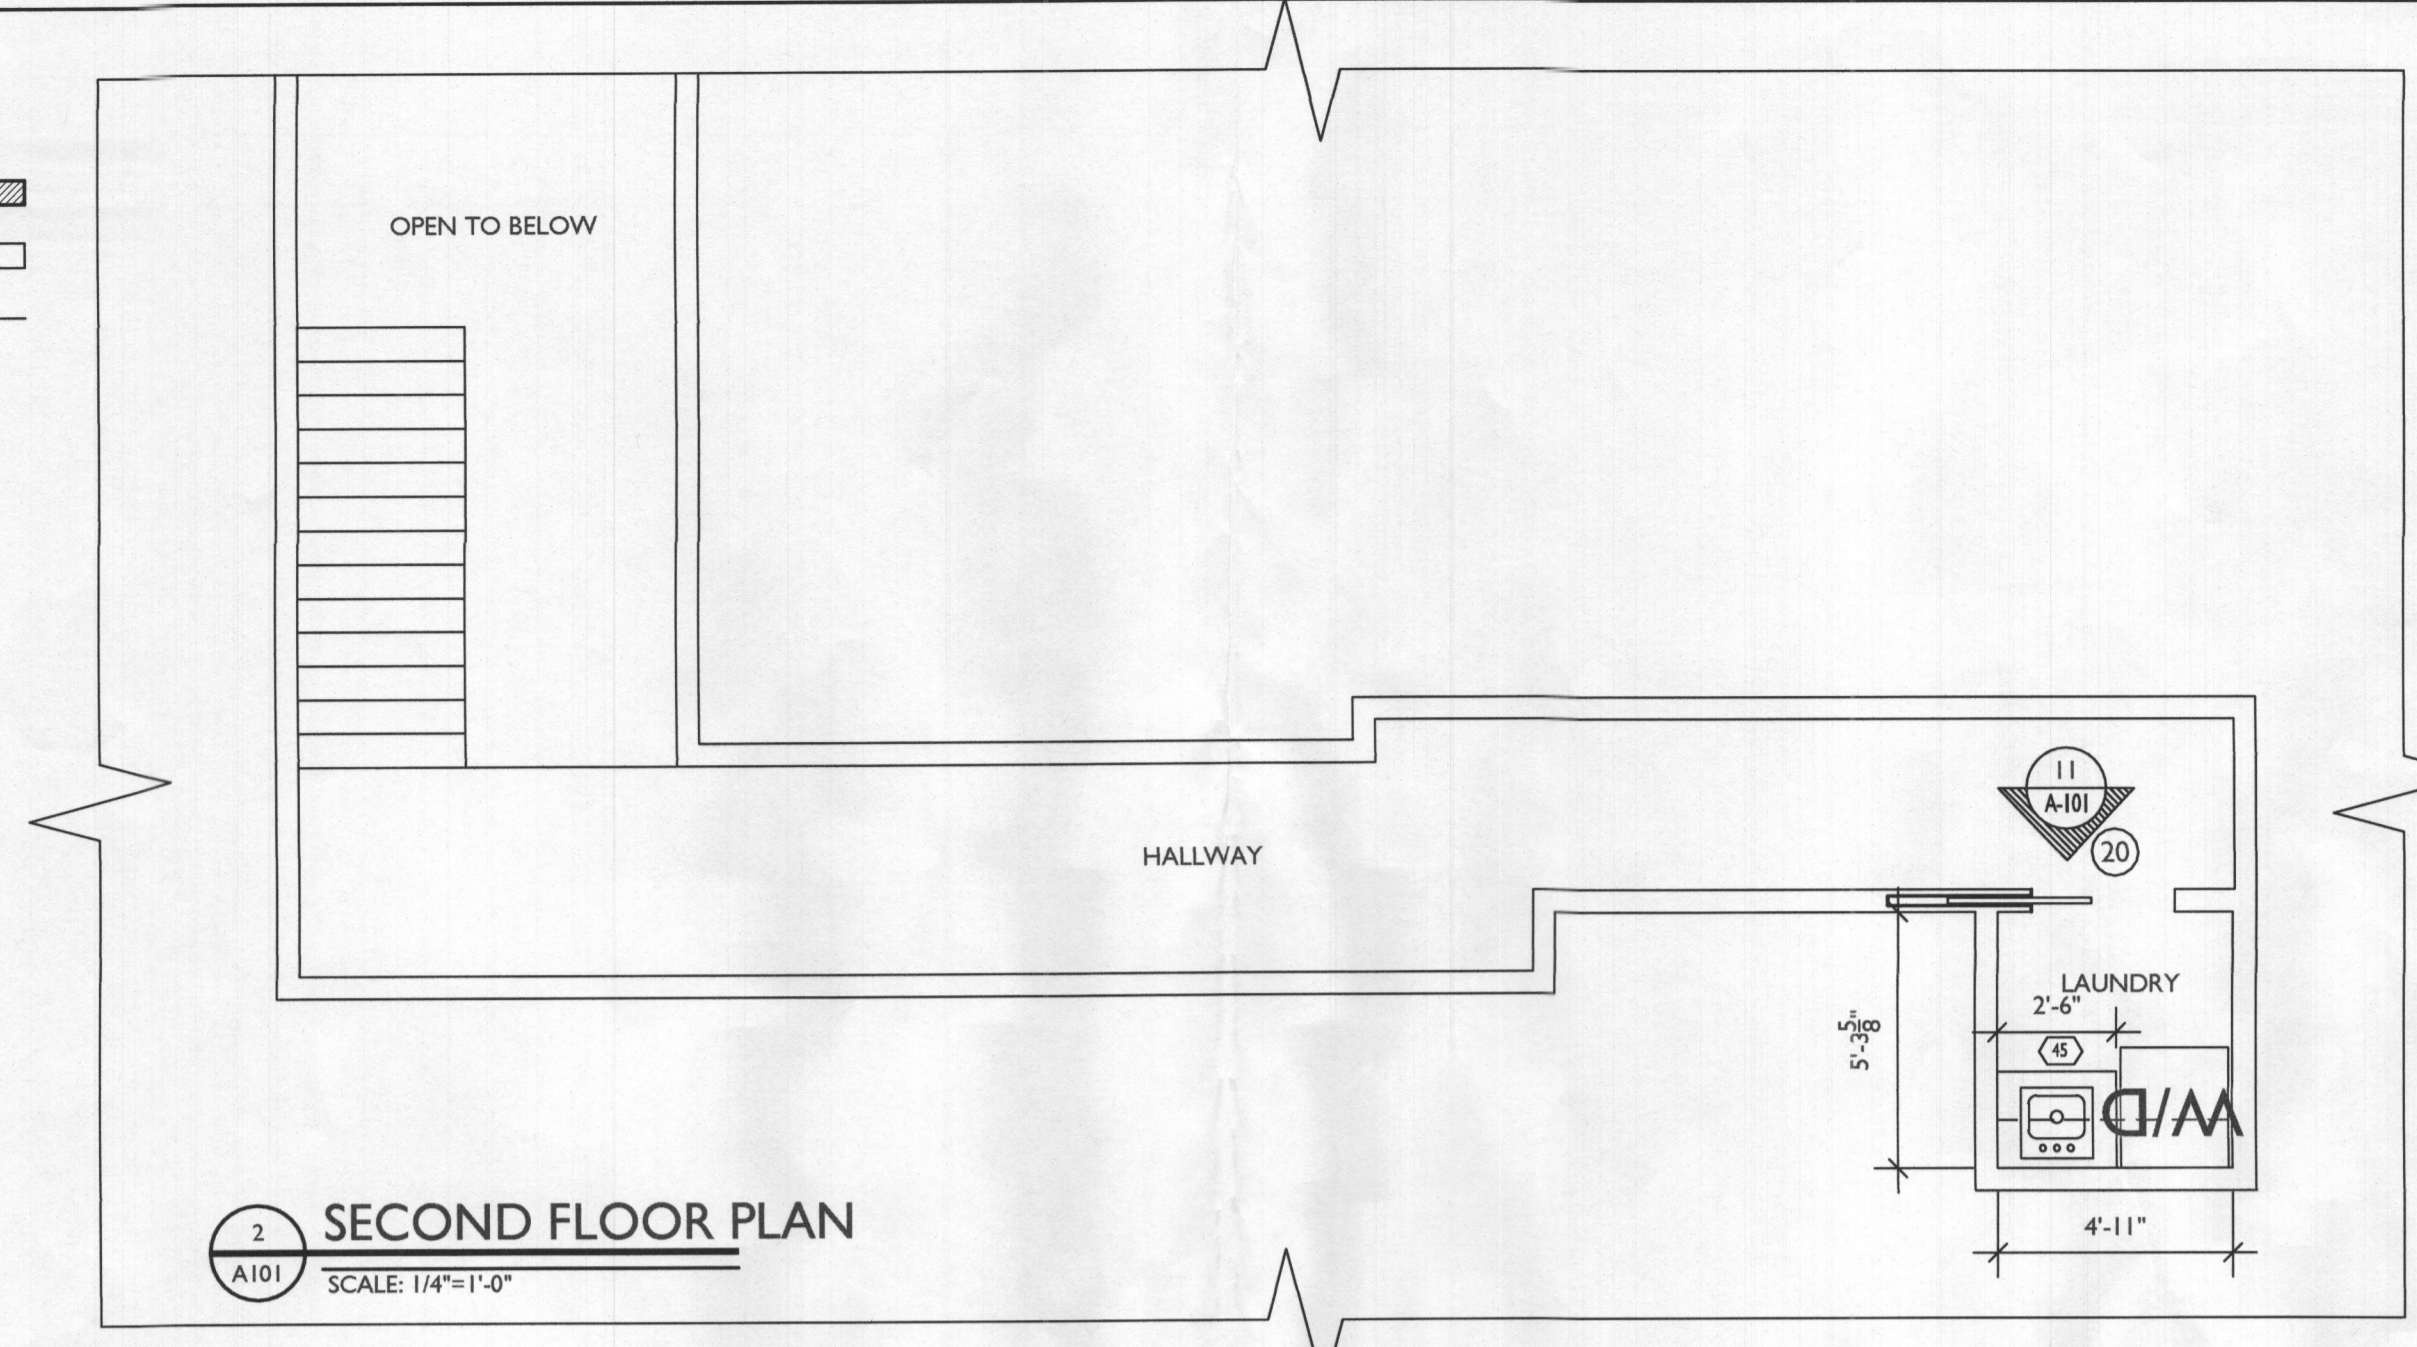 OPEN TO BELOW
11
A-101
20
HALLWAY
LAUNDRY
2'-6"
5'-3 5/8"
45
W/D
4'-11"
2
SECOND FLOOR PLAN
A101
SCALE: 1/4"=1'-0"